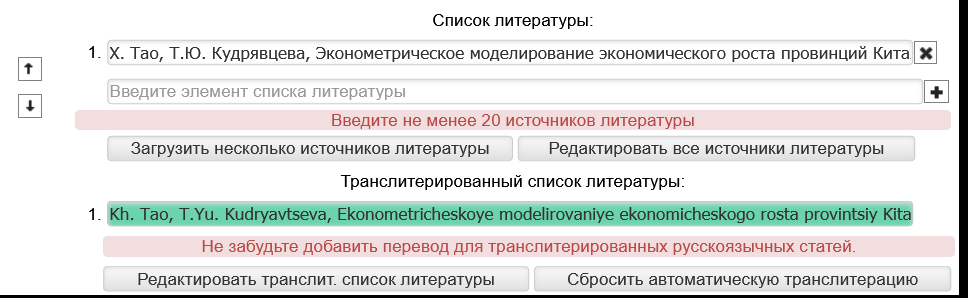 Список литературы:
1. Х. Тао, Т.Ю. Кудрявцева, Эконометрическое моделирование экономического роста провинций Кита
Введите элемент списка литературы
Введите не менее 20 источников литературы
Загрузить несколько источников литературы Редактировать все источники литературы
Транслитерированный список литературы:
1. Kh. Tao, T.Yu. Kudryavtseva, Ekonometricheskoye modelirovaniye ekonomicheskogo rosta provintsiy Kita
Не забудьте добавить перевод для транслитерированных русскоязычных статей.
Редактировать транслит. список литературы Сбросить автоматическую транслитерацию